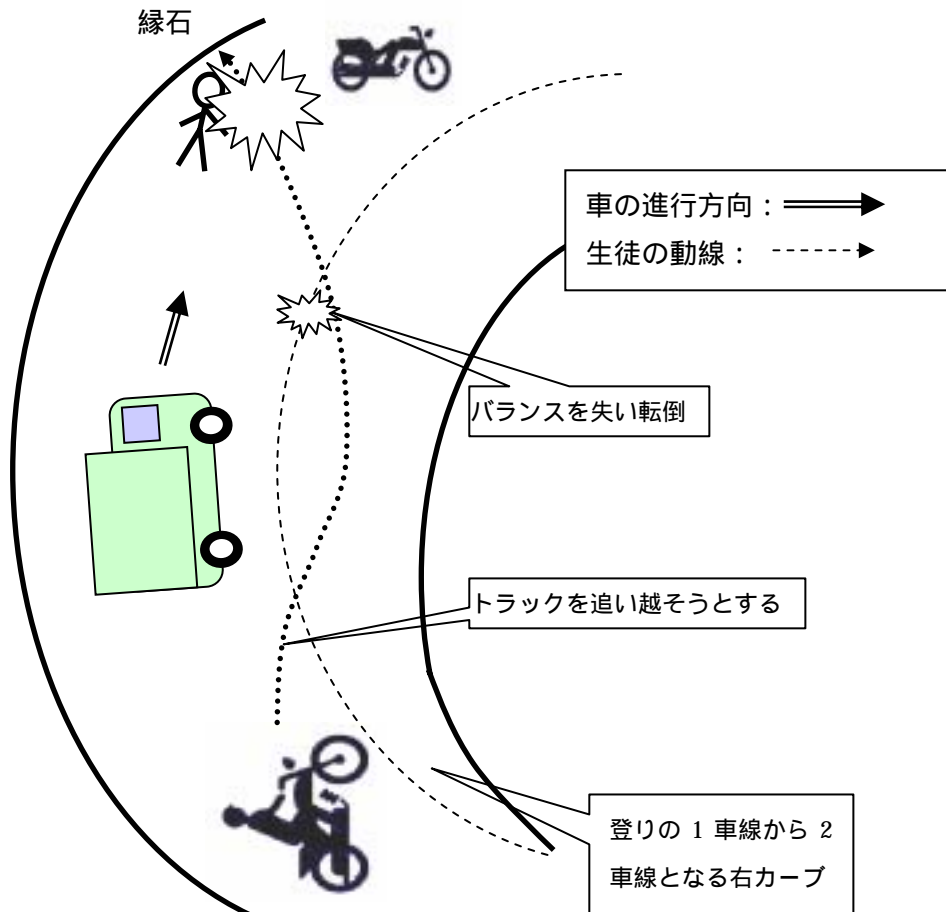 縁石
車の進行方向：
生徒の動線：
バランスを失い転倒
トラックを追い越そうとする
登りの 1 車線から 2
車線となる右カーブ